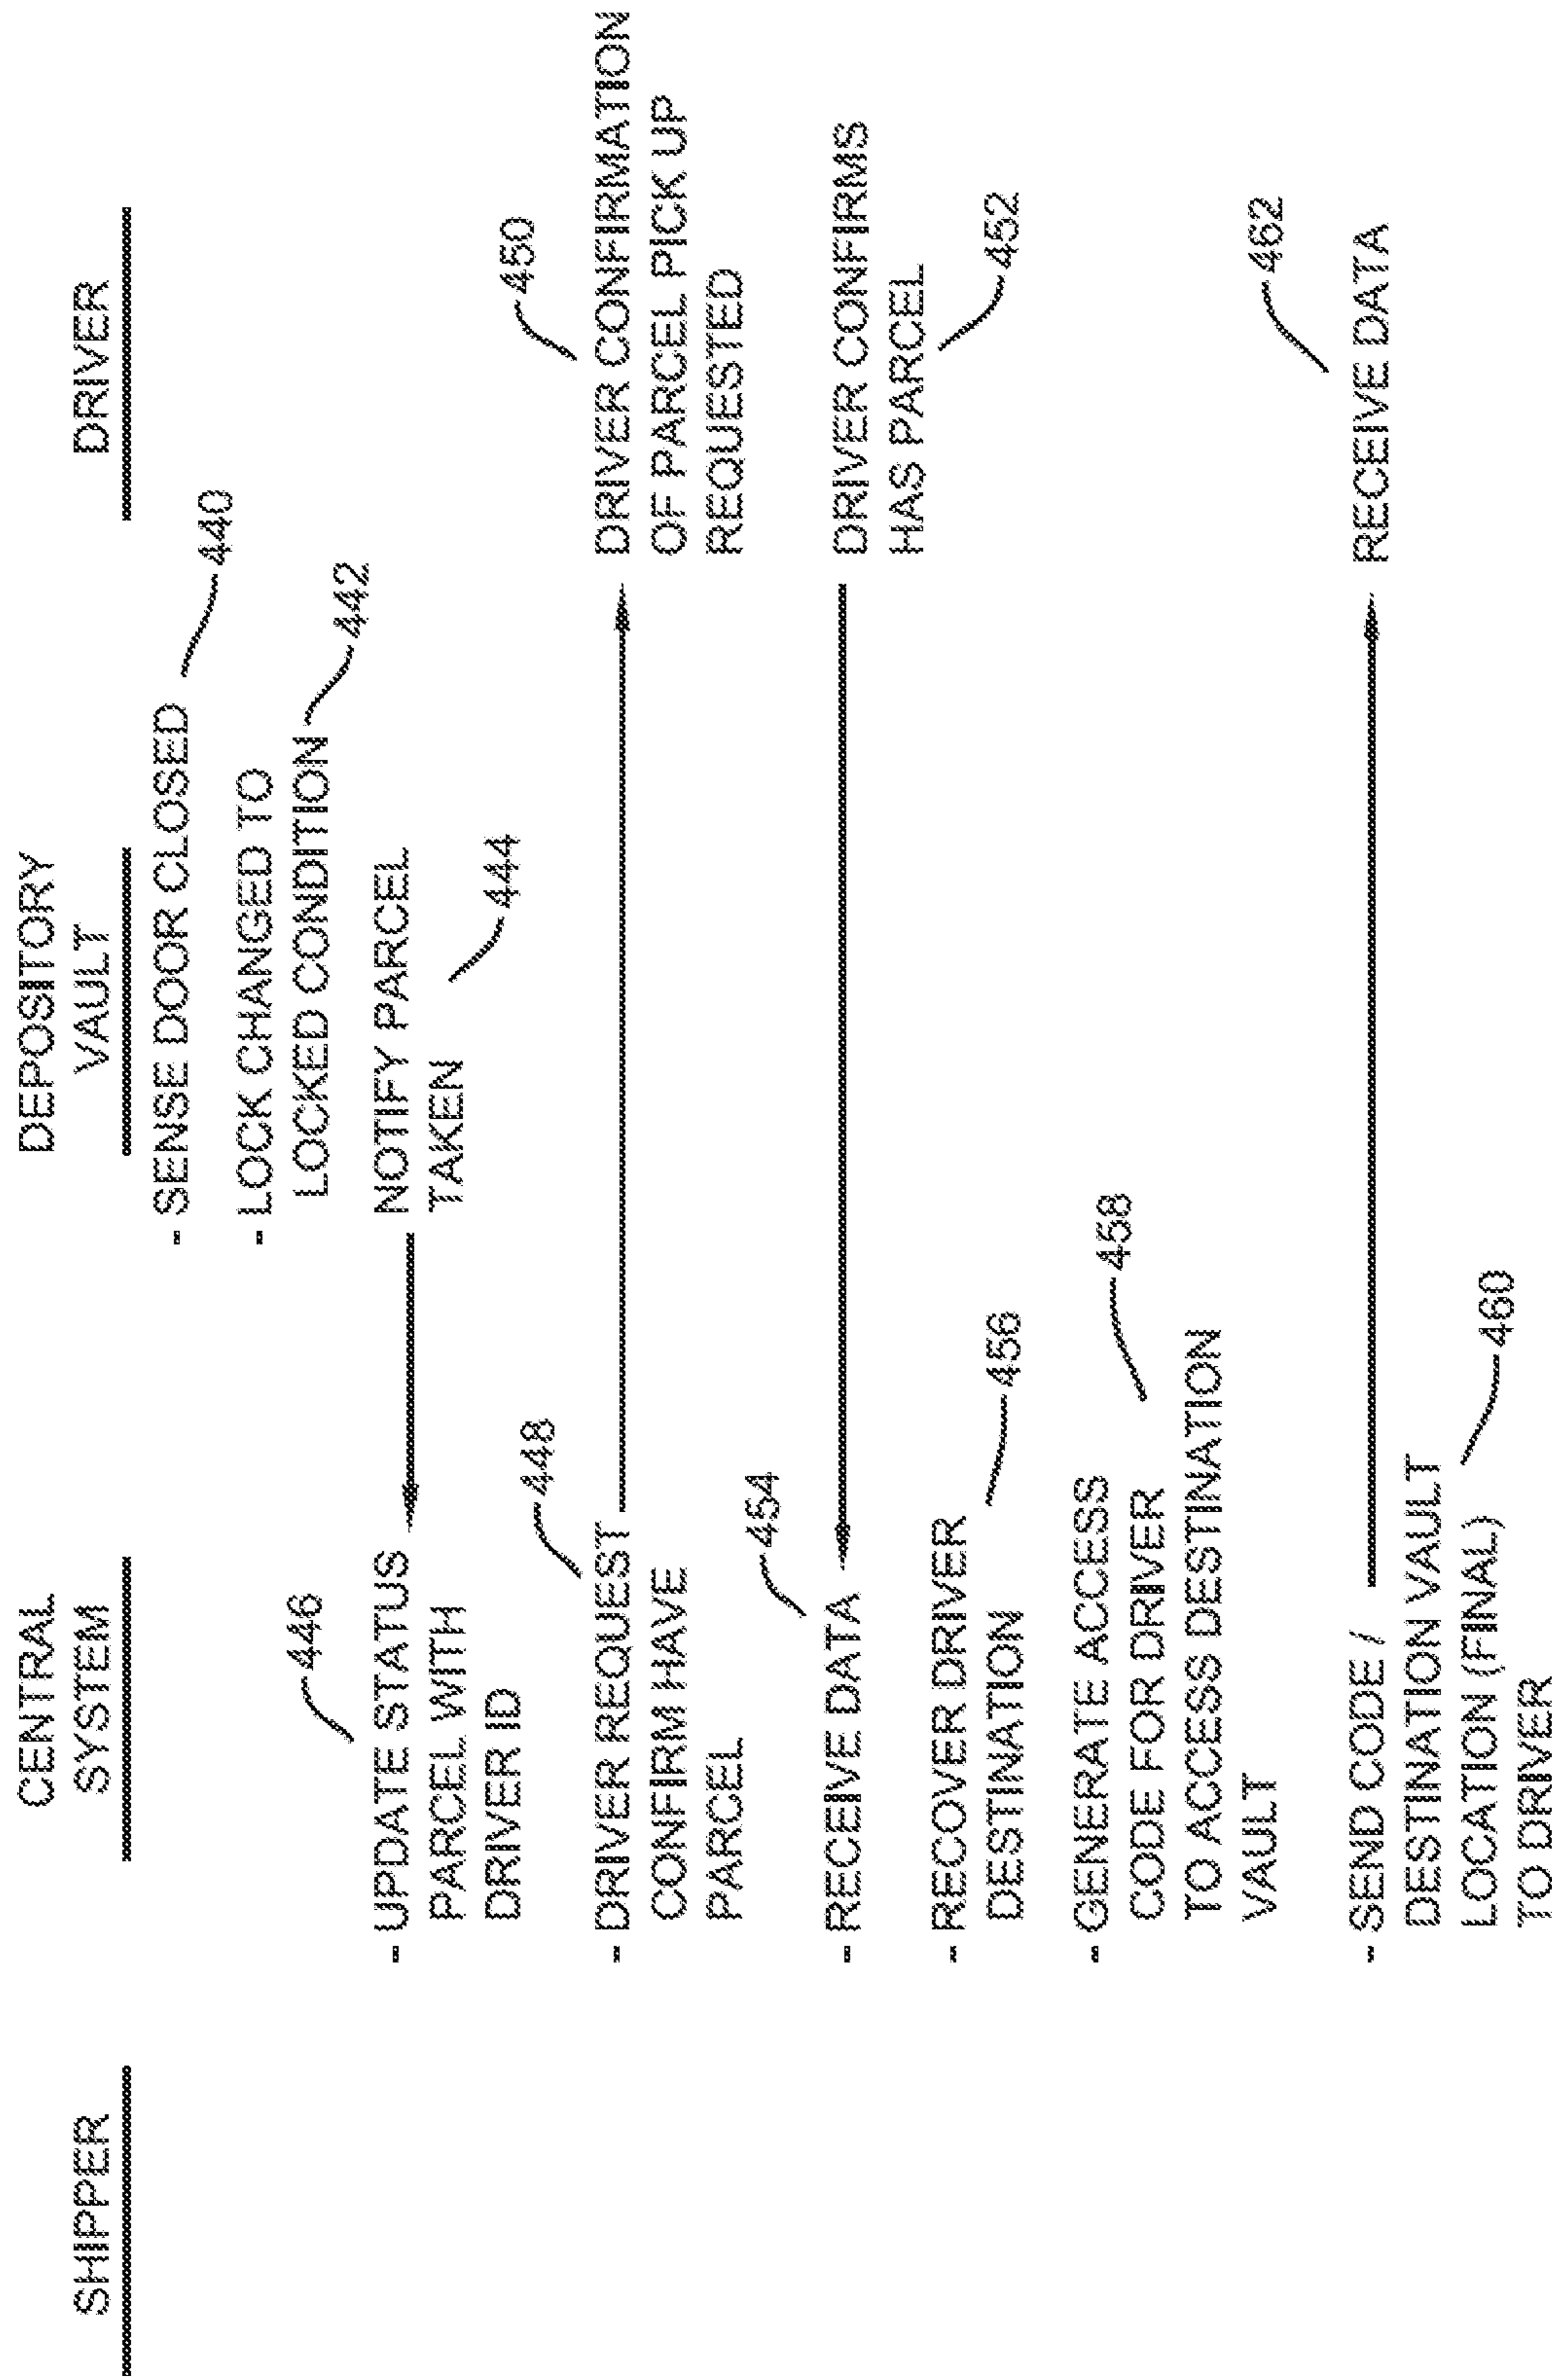 SHIPPER
CENTRAL
SYSTEM
DEPOSITORY
VAULT
DRIVER
- SENSE DOOR CLOSED
440
- LOCK CHANGED TO
LOCKED CONDITION
442
NOTIFY PARCEL
TAKEN
444
446
- UPDATE STATUS
PARCEL WITH
DRIVER ID
448
- DRIVER REQUEST
CONFIRM HAVE
PARCEL
450
DRIVER CONFIRMATION
OF PARCEL PICK UP
REQUESTED
454
- RECEIVE DATA
DRIVER CONFIRMS
HAS PARCEL
452
- RECOVER DRIVER
DESTINATION
456
- GENERATE ACCESS
CODE FOR DRIVER
TO ACCESS DESTINATION
VAULT
458
- SEND CODE /
DESTINATION VAULT
LOCATION (FINAL)
TO DRIVER
460
462
RECEIVE DATA